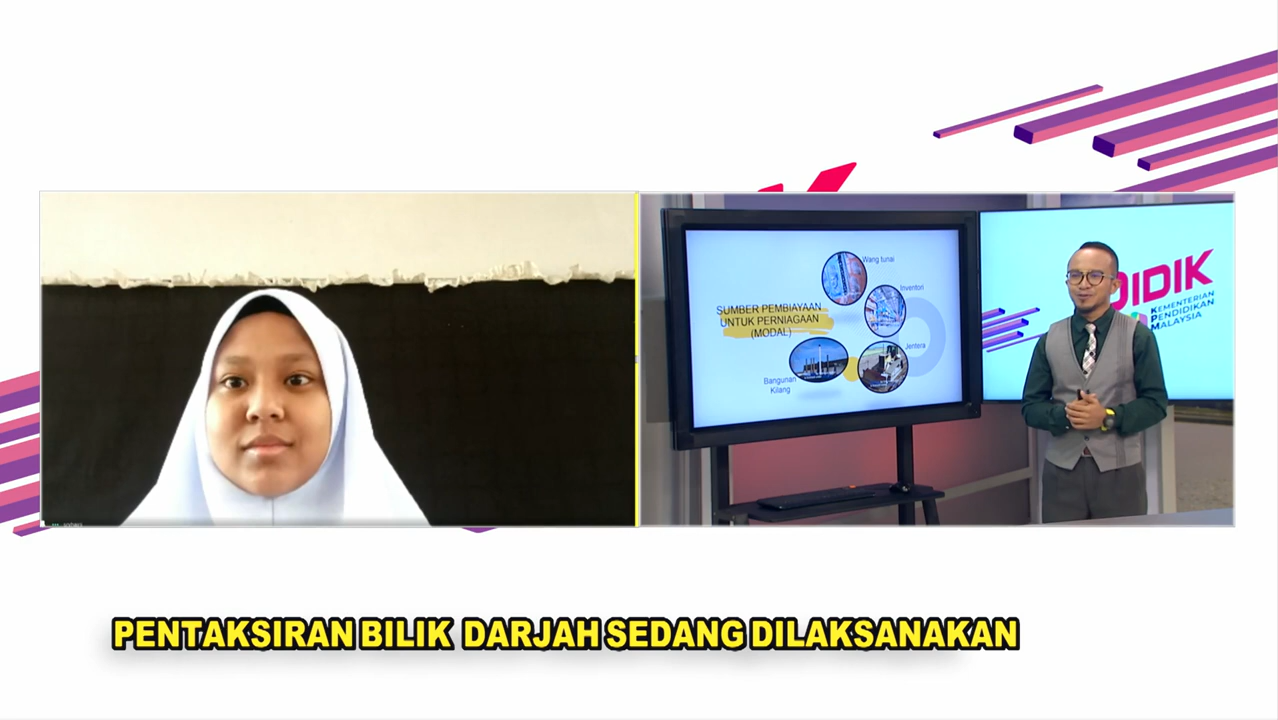 Wang tunai
Inventori
SUMBER PEMBIAYAAN
UNTUK PERNIAGAAN
(MODAL)
Jentera
Bangunan
Kilang
DIDIK
KEMENTERIAN
PENDIDIKAN
MALAYSIA
PENTAKSIRAN BILIK DARJAH SEDANG DILAKSANAKAN